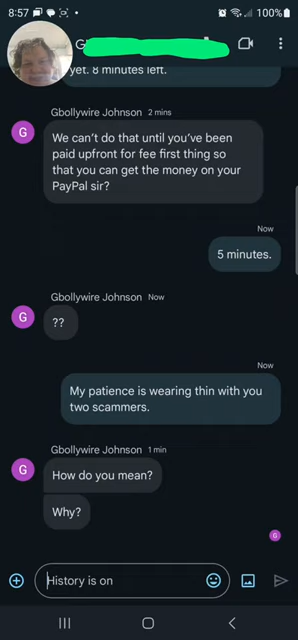 8:57
100%
G
yet. 8 minutes left.
Gbollywire Johnson 2 mins
G
We can't do that until you've been
paid upfront for fee first thing so
that you can get the money on your
PayPal sir?
Now
5 minutes.
Gbollywire Johnson Now
G
??
Now
My patience is wearing thin with you
two scammers.
Gbollywire Johnson 1 min
G
How do you mean?
Why?
G
History is on